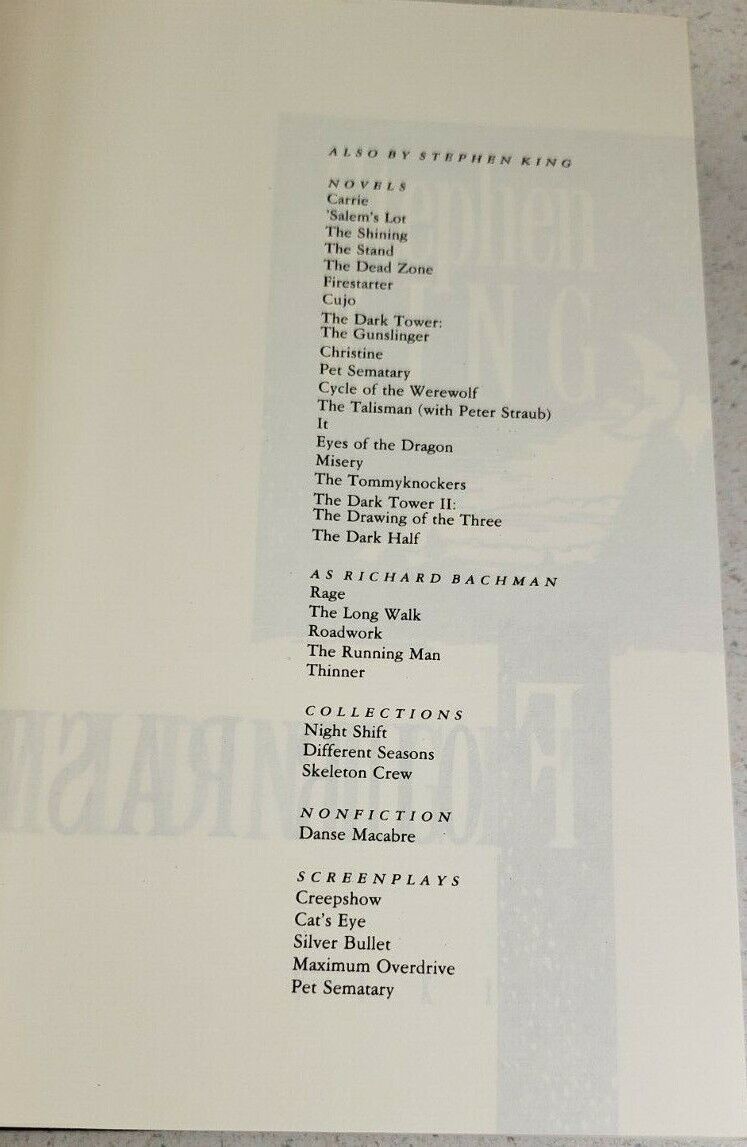 ALSO BY STEPHEN KING
NOVELS
Carrie
'Salem's Lot
The Shining
The Stand
The Dead Zone
Firestarter
Cujo
The Dark Tower:
The Gunslinger
Christine
Pet Sematary
Cycle of the Werewolf
The Talisman (with Peter Straub)
It
Eyes of the Dragon
Misery
The Tommyknockers
The Dark Tower II:
The Drawing of the Three
The Dark Half
AS RICHARD BACHMAN
Rage
The Long Walk
Roadwork
The Running Man
Thinner
COLLECTIONS
Night Shift
Different Seasons
Skeleton Crew
NONFICTION
Danse Macabre
SCREENPLAYS
Creepshow
Cat's Eye
Silver Bullet
Maximum Overdrive
Pet Sematary